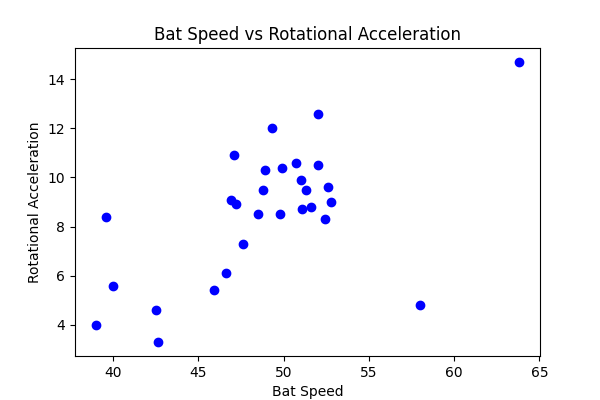 Bat Speed vs Rotational Acceleration
14
12
10
8
6
4
Rotational Acceleration
40 45 50 55 60 65
Bat Speed